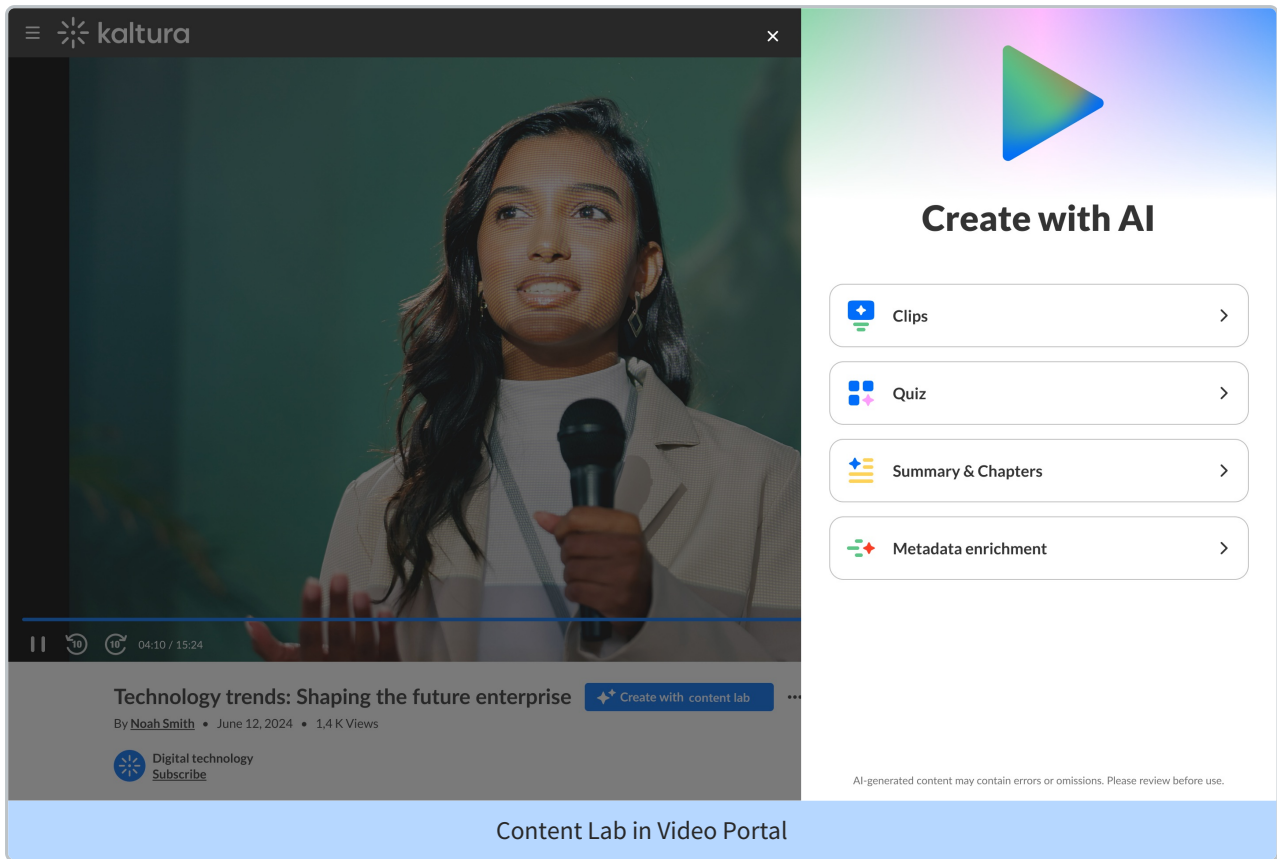 kaltura
Create with AI
Clips
Quiz
Summary & Chapters
Metadata enrichment
10 10 04:10 / 15:24
Technology trends: Shaping the future enterprise Create with content lab
By Noah Smith • June 12, 2024 • 1,4 K Views
Digital technology
Subscribe
AI-generated content may contain errors or omissions. Please review before use.
Content Lab in Video Portal